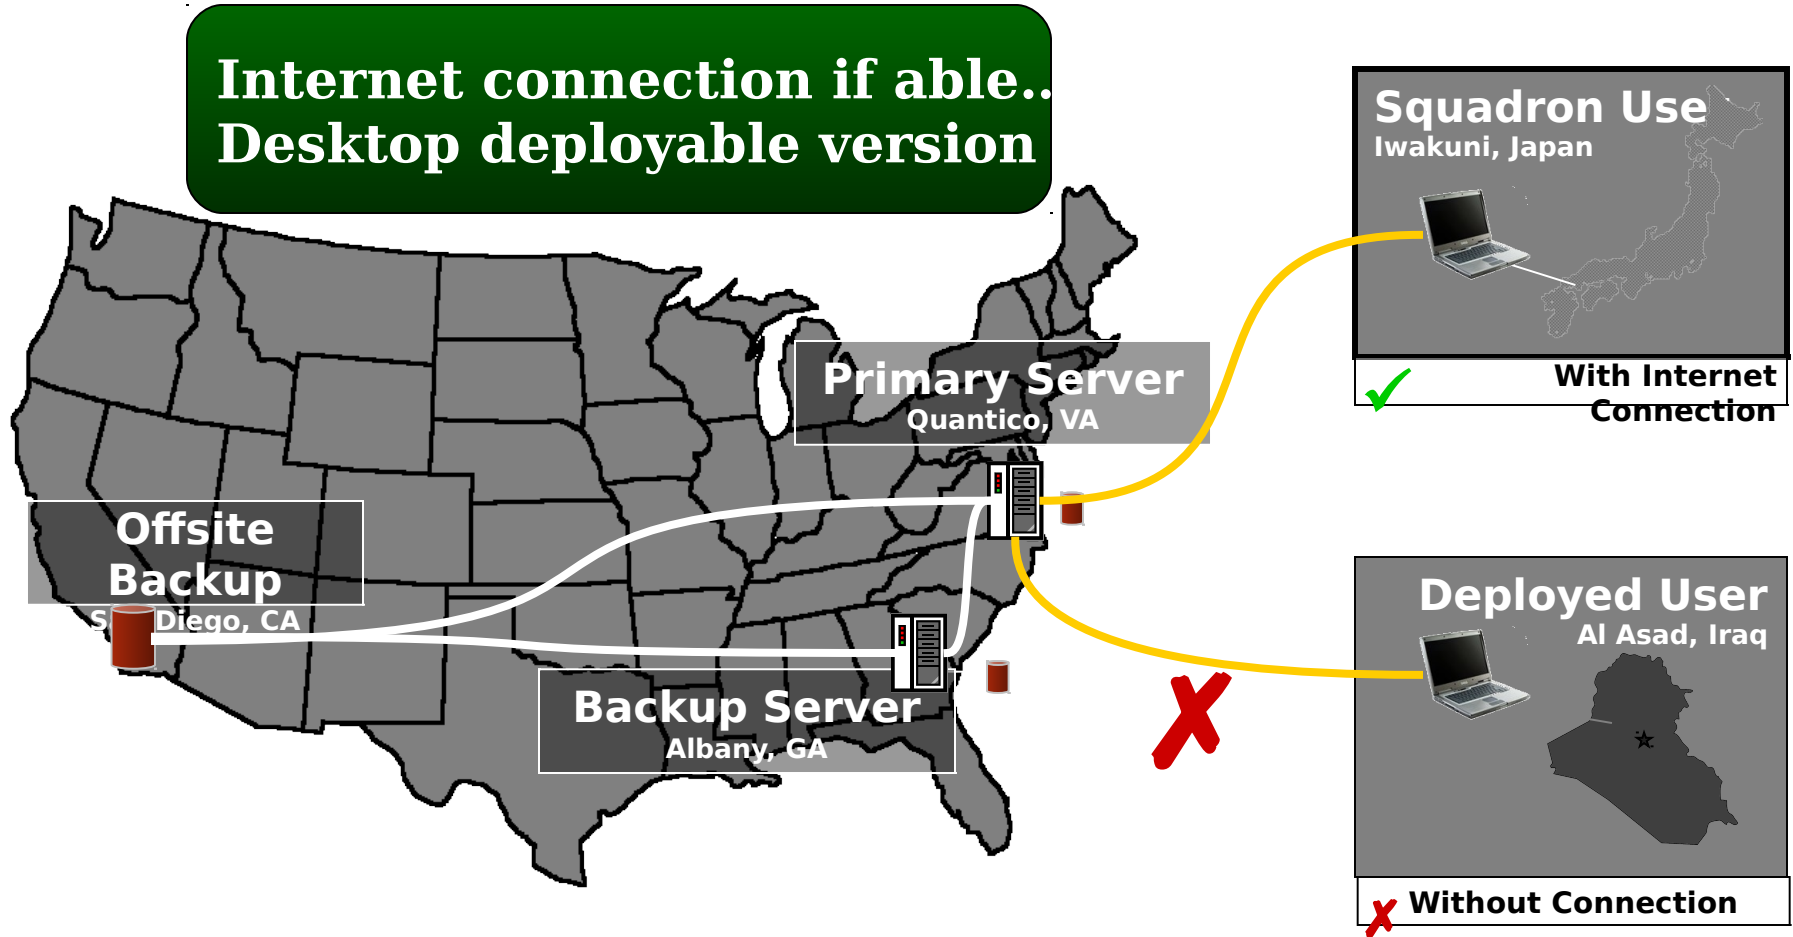 Internet connection if able..
Desktop deployable version
Squadron Use
Iwakuni, Japan
With Internet
Connection
Primary Server
Quantico, VA
Offsite
Backup
Diego, CA
Backup Server
Albany, GA
Deployed User
Al Asad, Iraq
Without Connection